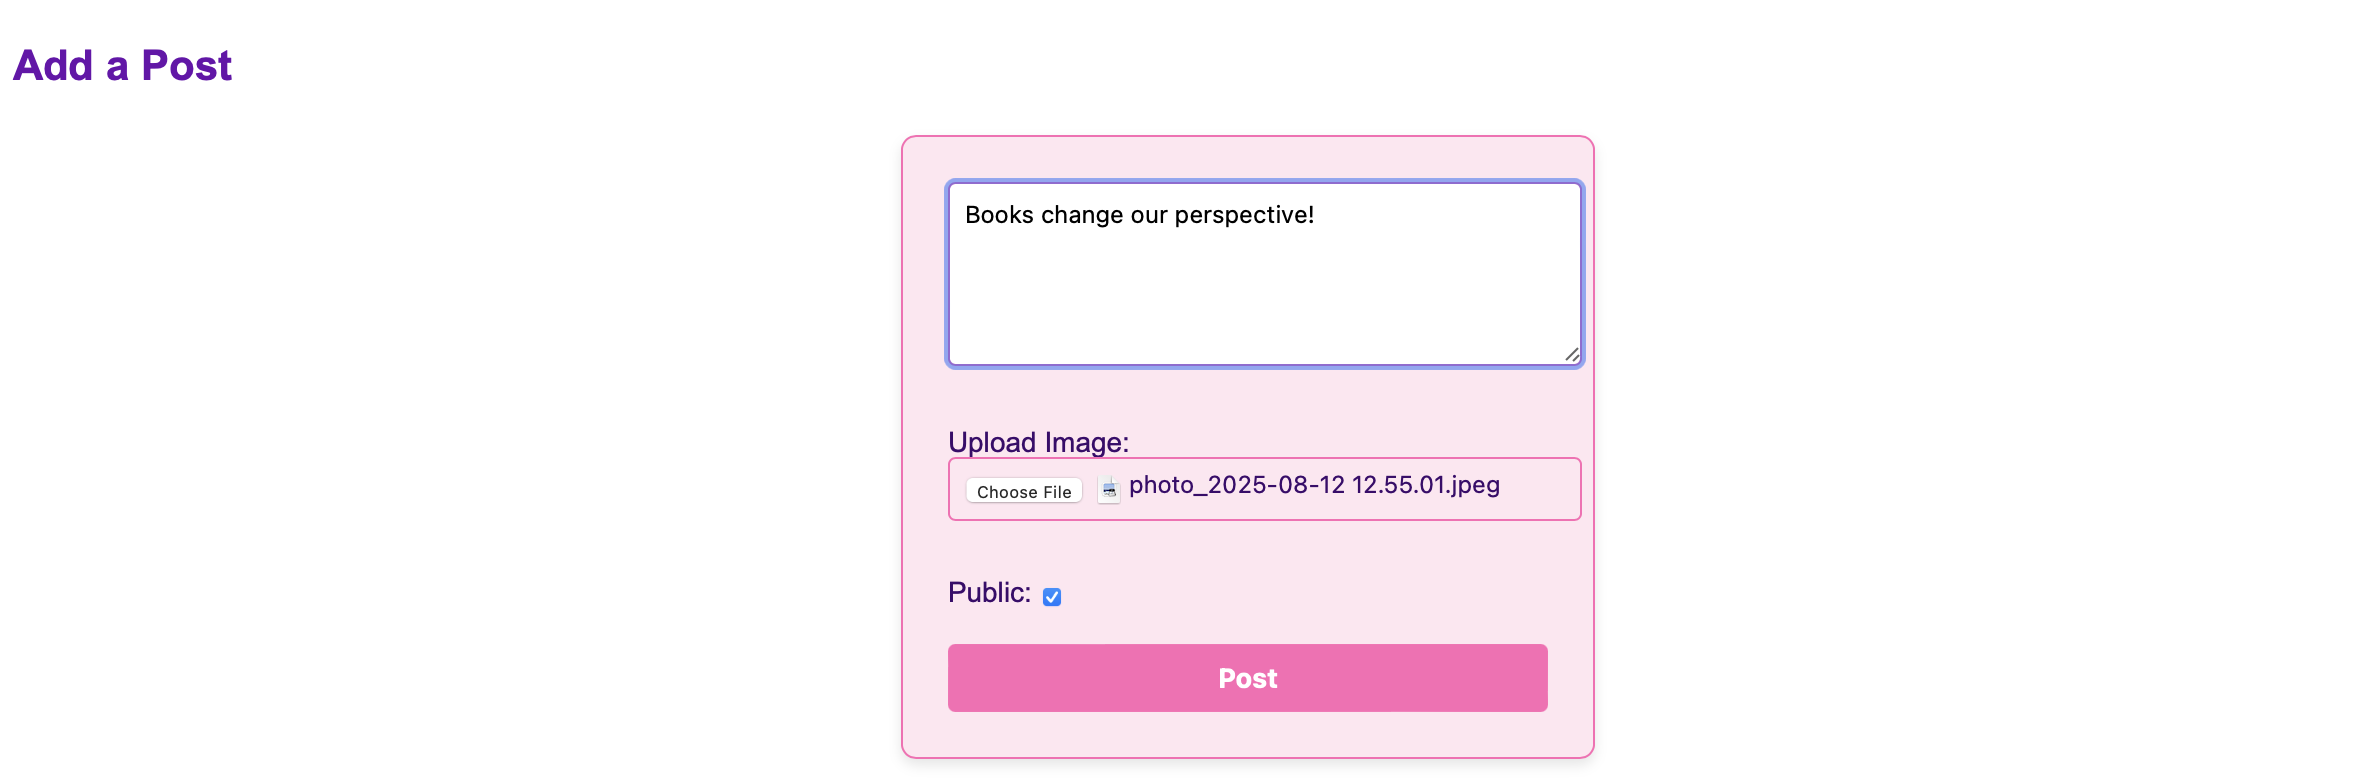 Add a Post
Books change our perspective!
Upload Image:
Choose File photo_2025-08-12 12.55.01.jpeg
Public:
Post